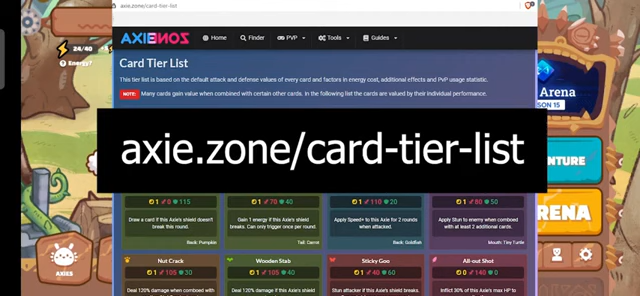 axie.zone/card-tier-list
24/40
Energy?
AXIE ZONE
Home
Finder
PVP
Tools
Guides
Card Tier List
This tier list is based on the default attack and defense values of every card and factors in energy cost, additional effects and PvP usage statistic.
NOTE: Many cards gain value when combined with certain other cards. In the following list the cards are valued by their individual performance.
Arena
SON 15
axie.zone/card-tier-list
1 0 115
1 70 40
1 110 20
1 80 50
Draw a card if this Axie's shield doesn't break this round.
Gain 1 energy if this Axie's shield breaks. Can only trigger once per round.
Apply Speed+ to this Axie for 2 rounds when attacked.
Apply Stun to enemy when comboed with at least 2 additional cards.
Back: Pumpkin
Tail: Carrot
Back: Goldfish
Mouth: Tiny Turtle
ENTURE
RENA
Nut Crack
Wooden Stab
Sticky Goo
All-out Shot
1 105 30
1 105 40
1 40 60
0 140 0
Deal 120% damage when comboed with
Deal 120% damage if this Axie's shield
Stun attacker if this Axie's shield breaks.
Inflict 30% of this Axies's max HP to
AXIES